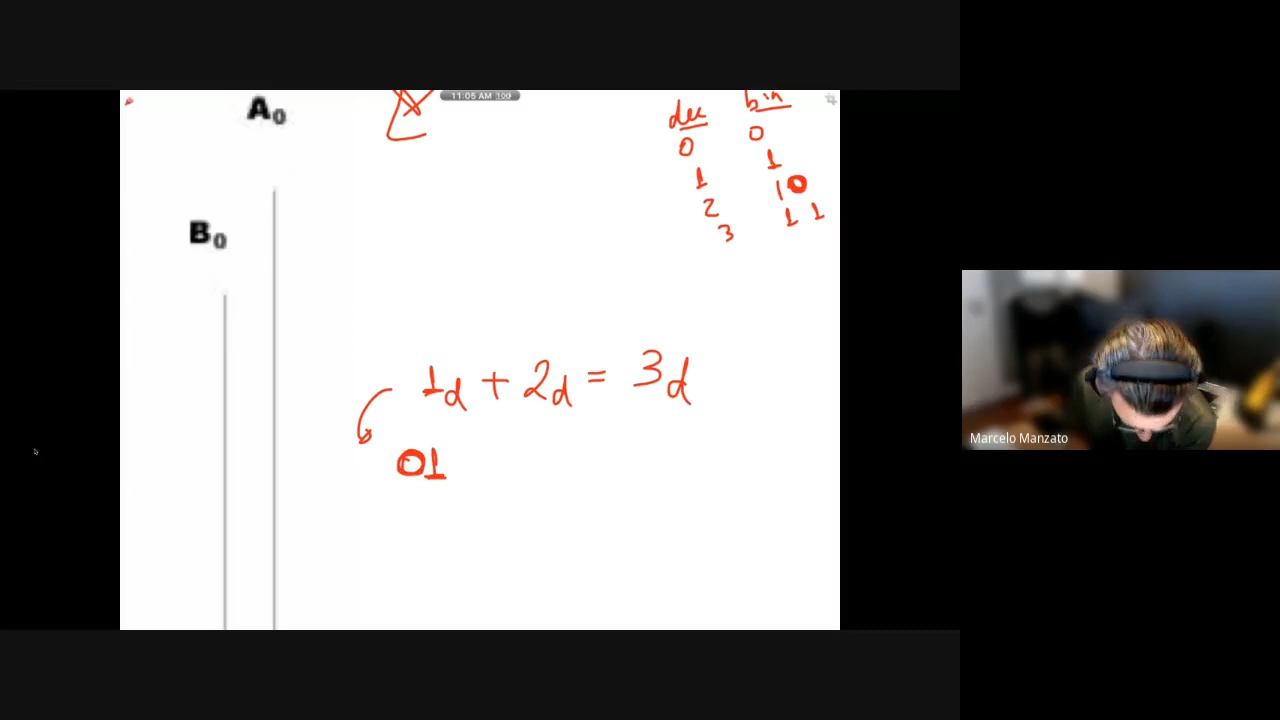 11:05 AM 100
A0
dec bin
0 0
1 1
2 10
3 11
B0
1d + 2d = 3d
01
Marcelo Manzato